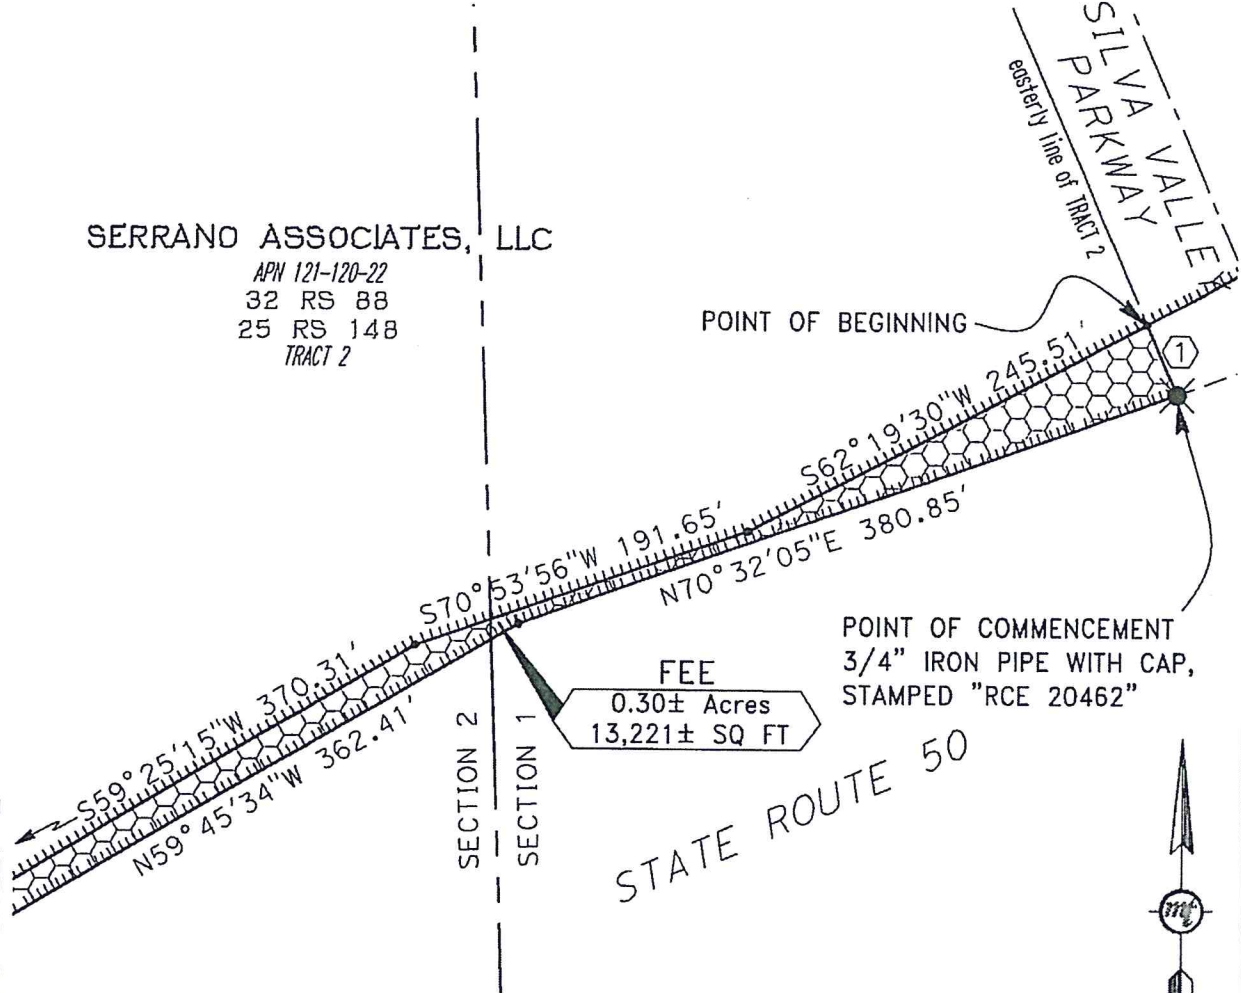 SILVA VALLEY
PARKWAY
easterly line of TRACT 2
SERRANO ASSOCIATES, LLC
APN 121-120-22
32 RS 88
25 RS 148
TRACT 2
POINT OF BEGINNING
1
S62°19'30"W 245.51'
S70°53'56"W 191.65'
N70°32'05"E 380.85'
S59°25'15"W 370.31'
N59°45'34"W 362.41'
POINT OF COMMENCEMENT
3/4" IRON PIPE WITH CAP,
STAMPED "RCE 20462"
FEE
0.30± Acres
13,221± SQ FT
SECTION 2
SECTION 1
STATE ROUTE 50